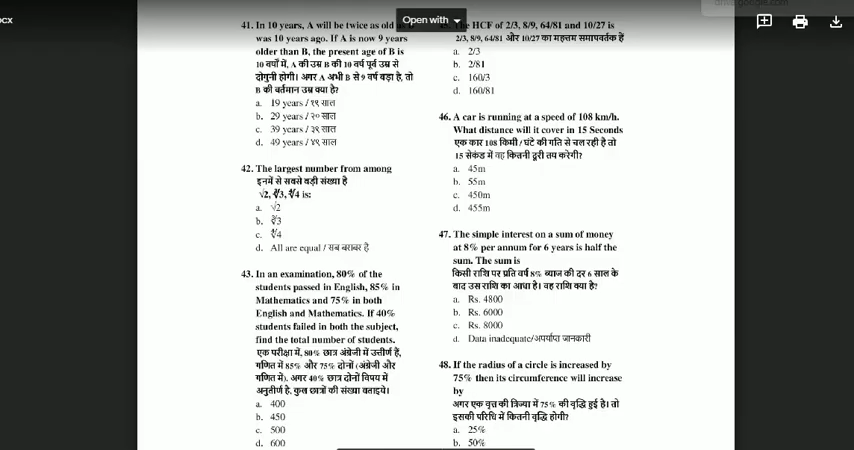 drive.google.com
ocx
Open with
41. In 10 years, A will be twice as old
was 10 years ago. If A is now 9 years
older than B, the present age of B is
10 वर्षों में, A की उम्र B की 10 वर्ष पूर्व उम्र से
दोगुनी होगी। अगर A अभी B से 9 वर्ष बड़ा है, तो
B की वर्तमान उम्र क्या है?
a. 19 years / १९ साल
b. 29 years / २० साल
c. 39 years / ३९ साल
d. 49 years / ४९ साल
42. The largest number from among
इनमें से सबसे बड़ी संख्या है
√2, ∛3, ∜4 is:
a. √2
b. ∛3
c. ∜4
d. All are equal / सब बराबर है
43. In an examination, 80% of the
students passed in English, 85% in
Mathematics and 75% in both
English and Mathematics. If 40%
students failed in both the subject,
find the total number of students.
एक परीक्षा में, 80% छात्र अंग्रेजी में उत्तीर्ण हैं,
गणित में 85% और 75% दोनों (अंग्रेजी और
गणित में). अगर 40% छात्र दोनों विषय में
अनुत्तीर्ण है, कुल छात्रों की संख्या बताइये।
a. 400
b. 450
c. 500
d. 600
HCF of 2/3, 8/9, 64/81 and 10/27 is
2/3, 8/9, 64/81 और 10/27 का महत्तम समापवर्तक हैं
a. 2/3
b. 2/81
c. 160/3
d. 160/81
46. A car is running at a speed of 108 km/h.
What distance will it cover in 15 Seconds
एक कार 108 किमी / घंटे की गति से चल रही है तो
15 सेकंड में वह कितनी दूरी तय करेगी?
a. 45m
b. 55m
c. 450m
d. 455m
47. The simple interest on a sum of money
at 8% per annum for 6 years is half the
sum. The sum is
किसी राशि पर प्रति वर्ष 8% ब्याज की दर 6 साल के
बाद उस राशि का आधा है। वह राशि क्या है?
a. Rs. 4800
b. Rs. 6000
c. Rs. 8000
d. Data inadequate/अपर्याप्त जानकारी
48. If the radius of a circle is increased by
75% then its circumference will increase
by
अगर एक वृत्त की त्रिज्या में 75% की वृद्धि हुई है। तो
इसकी परिधि में कितनी वृद्धि होगी?
a. 25%
b. 50%